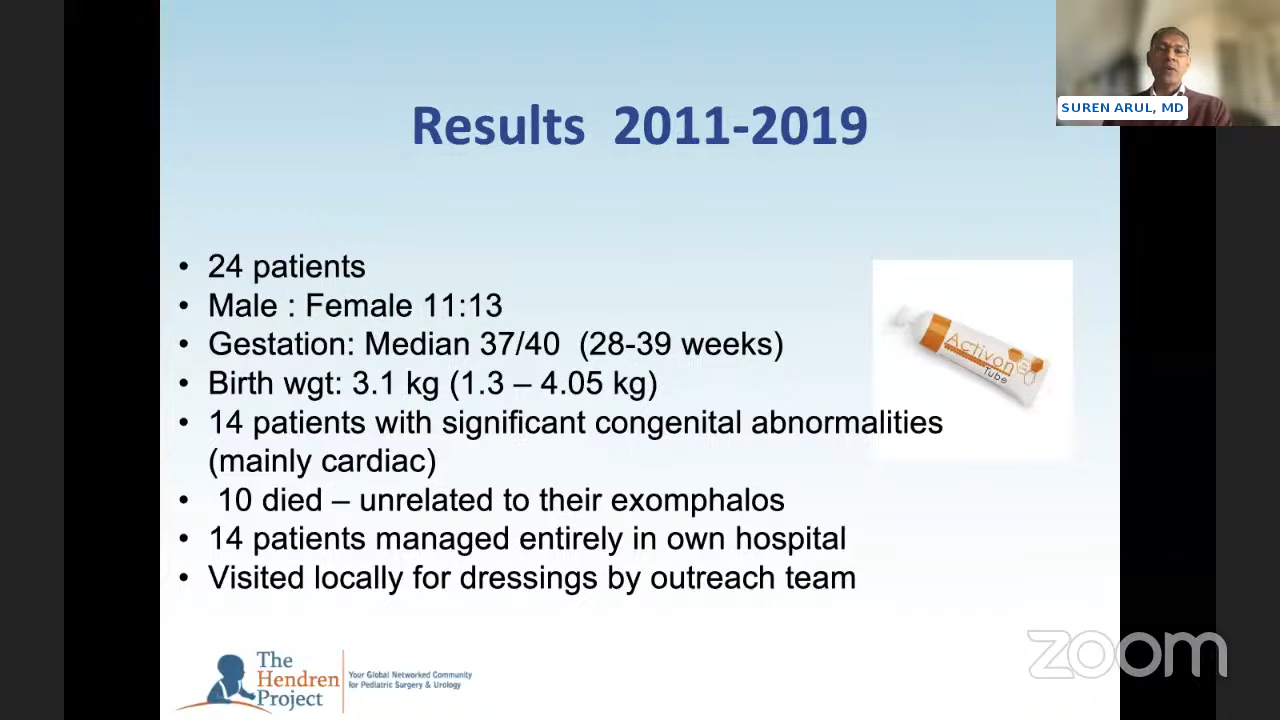 SUREN ARUL, MD
Results 2011-2019
• 24 patients
• Male : Female 11:13
• Gestation: Median 37/40 (28-39 weeks)
• Birth wgt: 3.1 kg (1.3 – 4.05 kg)
• 14 patients with significant congenital abnormalities
(mainly cardiac)
• 10 died – unrelated to their exomphalos
• 14 patients managed entirely in own hospital
• Visited locally for dressings by outreach team
Activon
Tube
The
Hendren
Project
Your Global Networked Community
for Pediatric Surgery & Urology
zoom